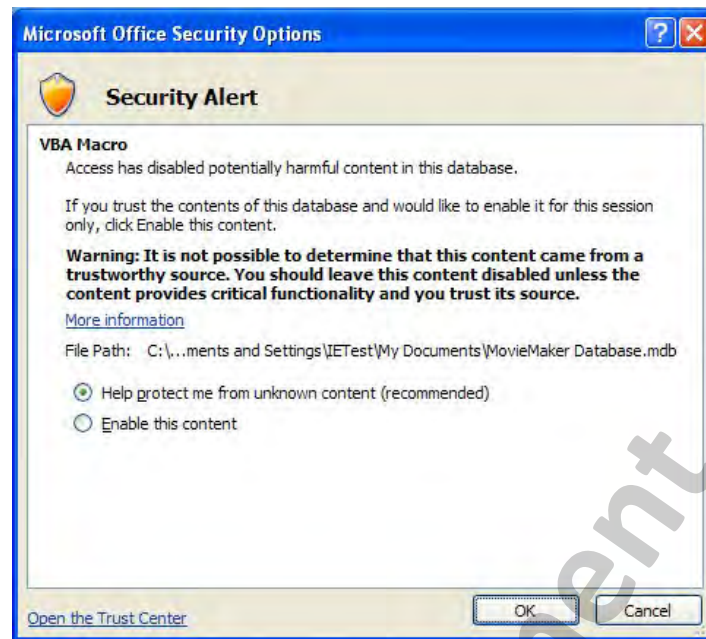 Microsoft Office Security Options
Security Alert
VBA Macro
Access has disabled potentially harmful content in this database.
If you trust the contents of this database and would like to enable it for this session
only, click Enable this content.
Warning: It is not possible to determine that this content came from a
trustworthy source. You should leave this content disabled unless the
content provides critical functionality and you trust its source.
More information
File Path: C:\...ments and Settings\IETest\My Documents\MovieMaker Database.mdb
Help protect me from unknown content (recommended)
Enable this content
Open the Trust Center
OK
Cancel
ment